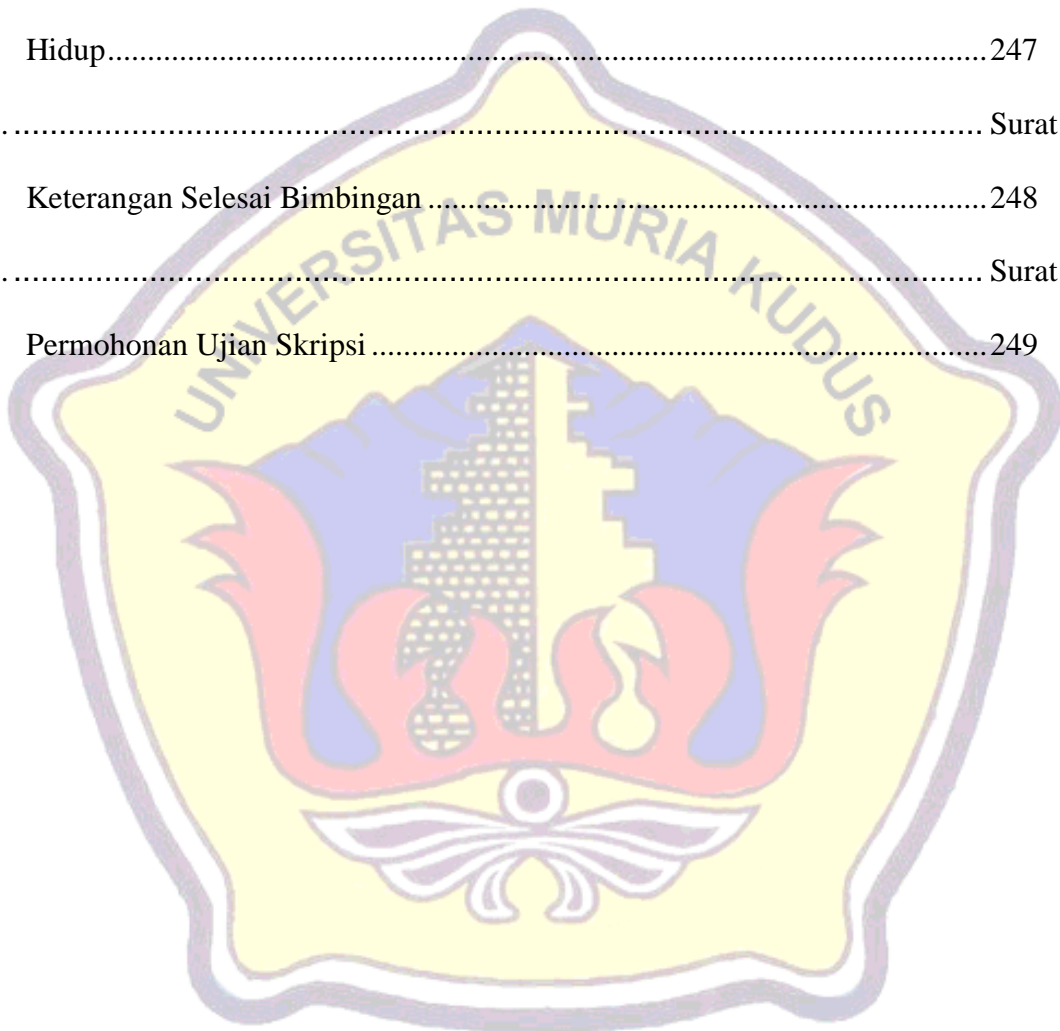 Hidup.................................................................................................................247
. ............................................................................................................................ Surat
Keterangan Selesai Bimbingan ........................................................................248
. ............................................................................................................................ Surat
Permohonan Ujian Skripsi ...............................................................................249
UNIVERSITAS MURIA KUDUS